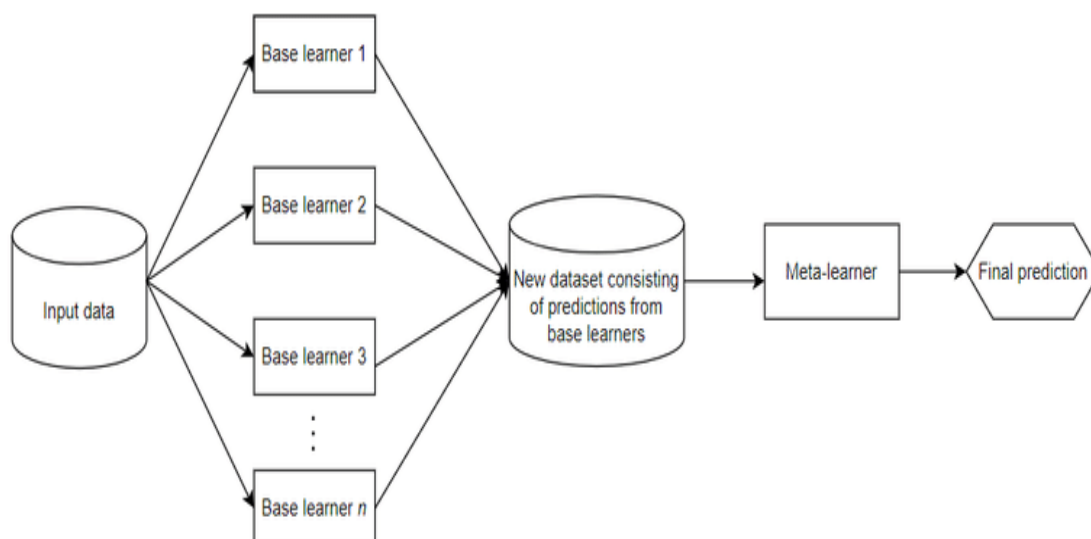 Base learner 1
Base learner 2
Input data
New dataset consisting
of predictions from
base learners
Meta-learner
Final prediction
Base learner 3
Base learner n